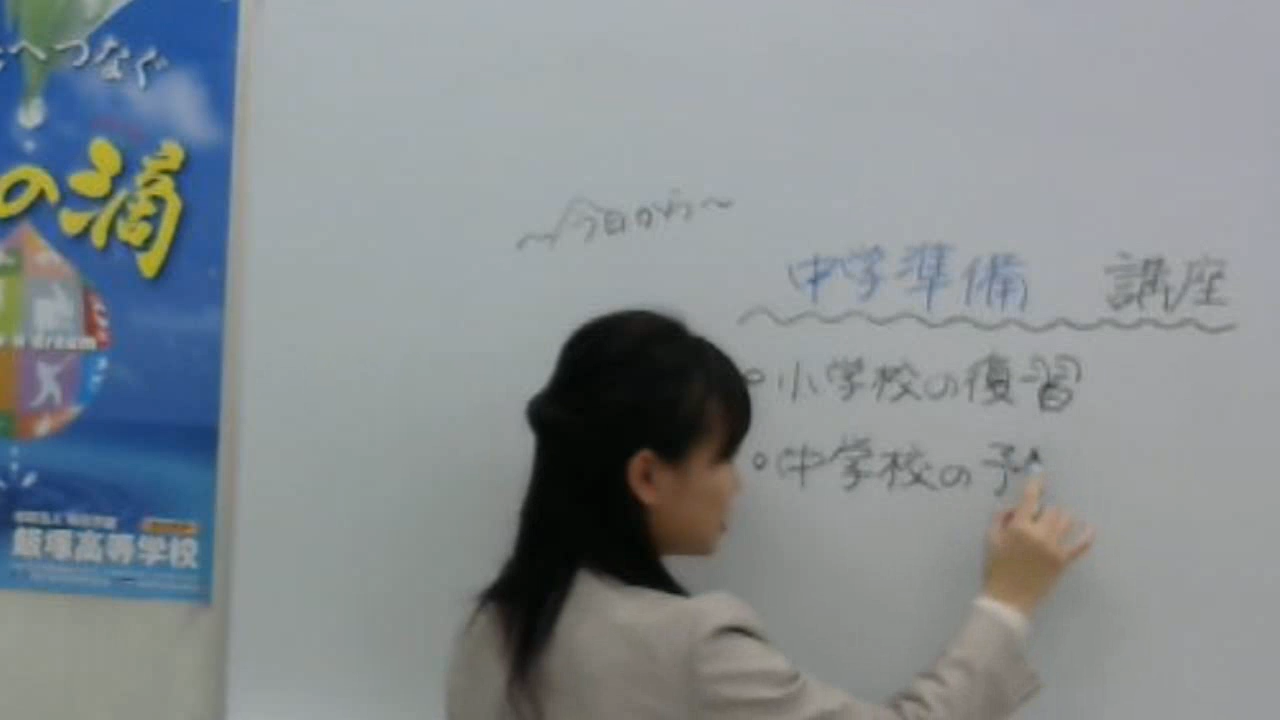 へつなぐ
の滴
a dream
飯塚高等学校
～今日から～
中学準備 講座
小学校の復習
中学校の予